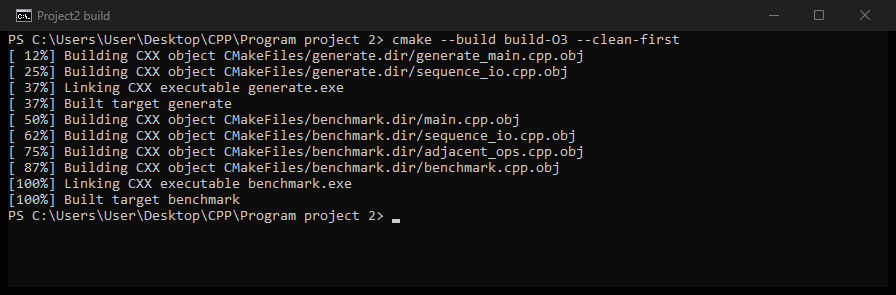 Project2 build
PS C:\Users\User\Desktop\CPP\Program project 2> cmake --build build-O3 --clean-first
[ 12%] Building CXX object CMakeFiles/generate.dir/generate_main.cpp.obj
[ 25%] Building CXX object CMakeFiles/generate.dir/sequence_io.cpp.obj
[ 37%] Linking CXX executable generate.exe
[ 37%] Built target generate
[ 50%] Building CXX object CMakeFiles/benchmark.dir/main.cpp.obj
[ 62%] Building CXX object CMakeFiles/benchmark.dir/sequence_io.cpp.obj
[ 75%] Building CXX object CMakeFiles/benchmark.dir/adjacent_ops.cpp.obj
[ 87%] Building CXX object CMakeFiles/benchmark.dir/benchmark.cpp.obj
[100%] Linking CXX executable benchmark.exe
[100%] Built target benchmark
PS C:\Users\User\Desktop\CPP\Program project 2>